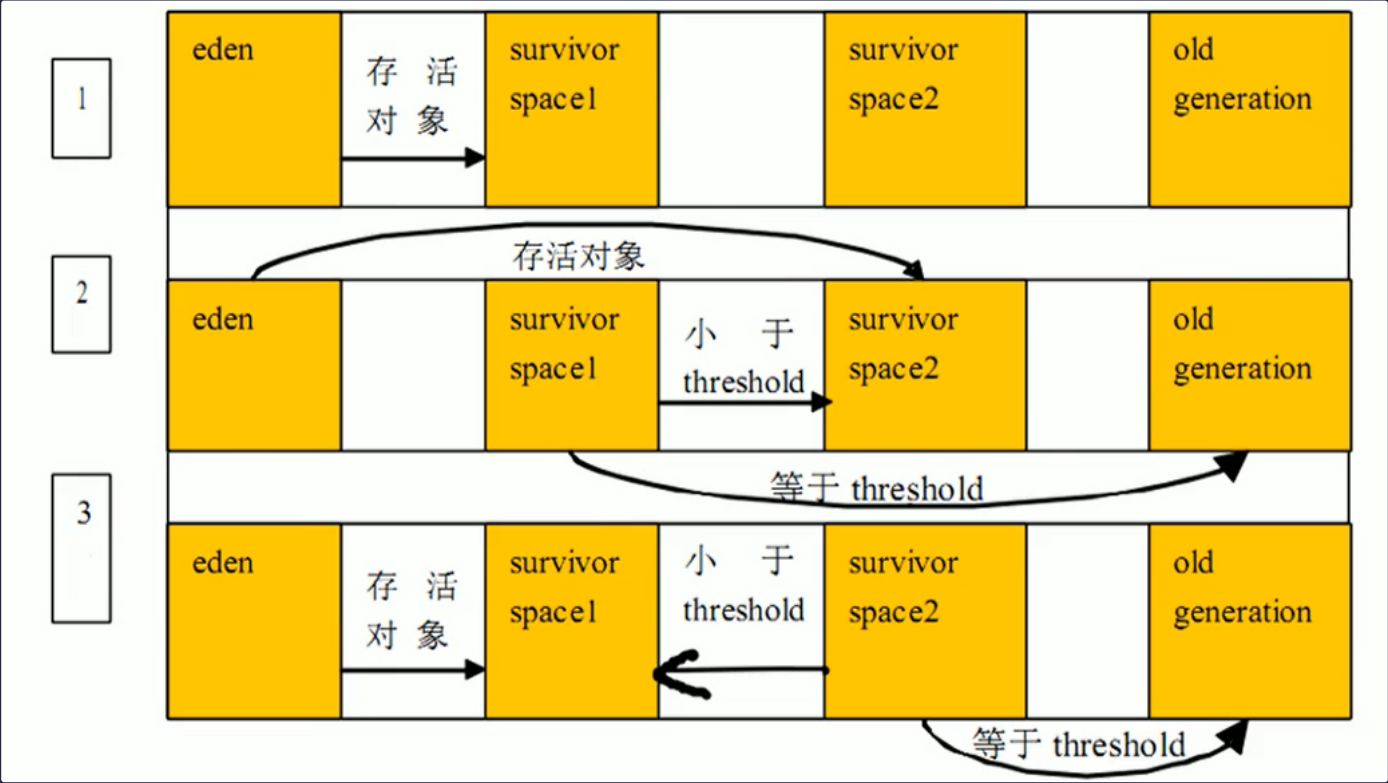 1
eden
存 活
对 象
survivor
space1
survivor
space2
old
generation
2
存活对象
eden
survivor
space1
小 于
threshold
survivor
space2
old
generation
等于 threshold
3
eden
存 活
对 象
survivor
space1
小 于
threshold
survivor
space2
old
generation
等于 threshold